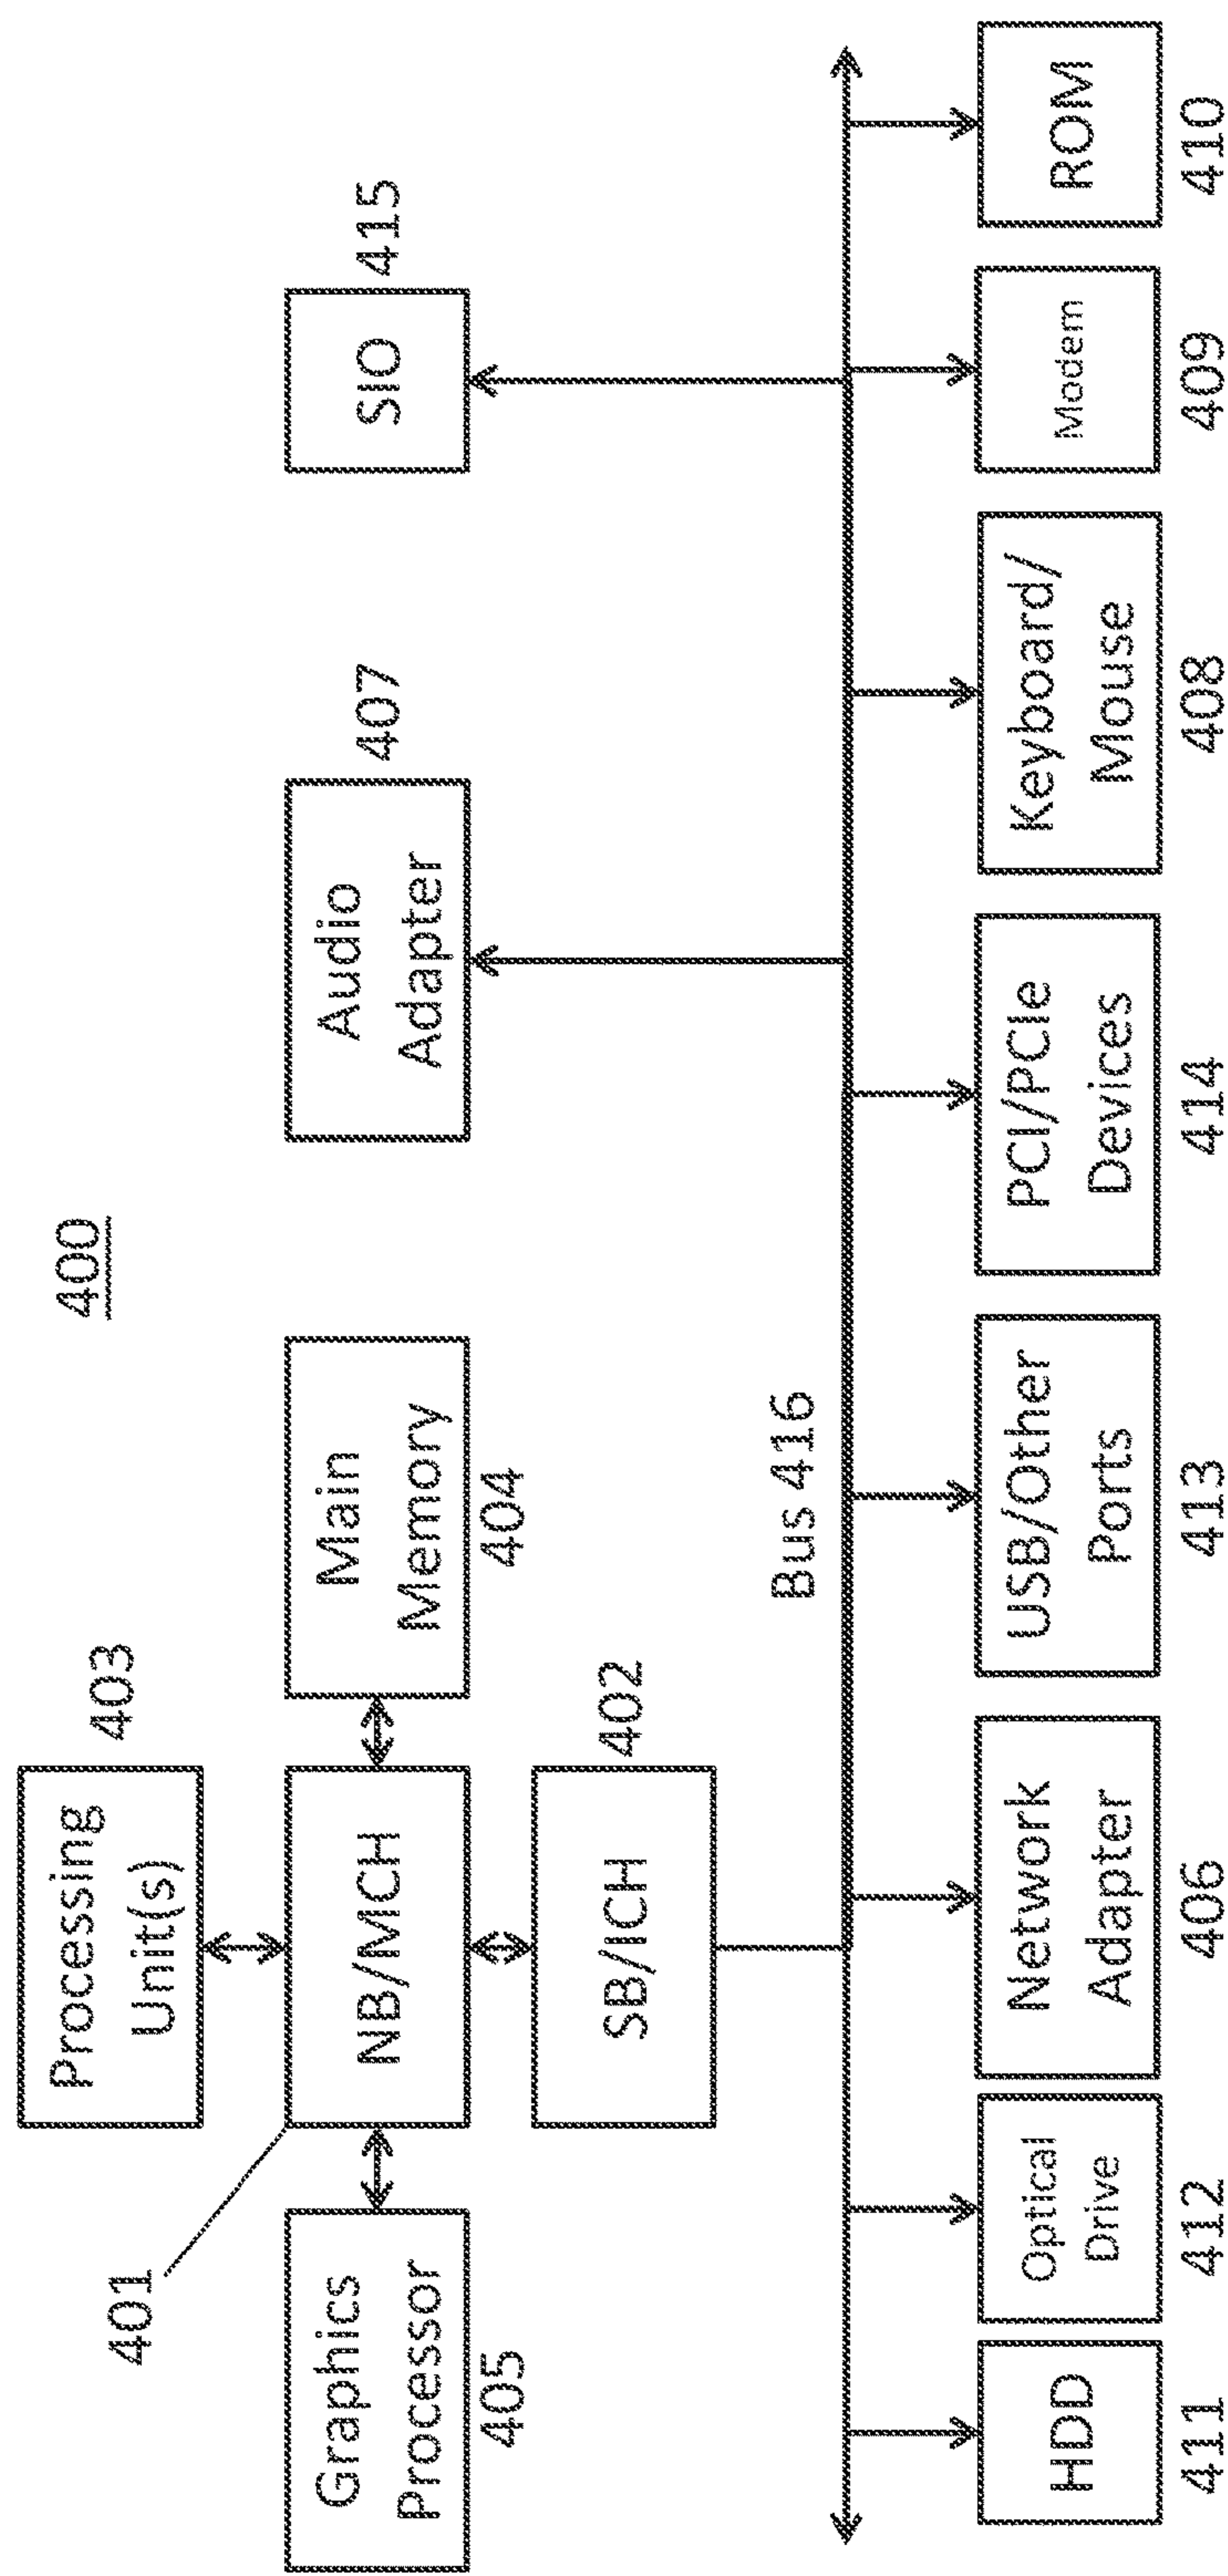 400
Processing
Unit(s)
403
401
Graphics
Processor
405
NB/MCH
Main
Memory
404
Audio
Adapter
407
SIO
415
SB/ICH
402
Bus 416
HDD
411
Optical
Drive
412
Network
Adapter
406
USB/Other
Ports
413
PCI/PCIe
Devices
414
Keyboard/
Mouse
408
Modem
409
ROM
410